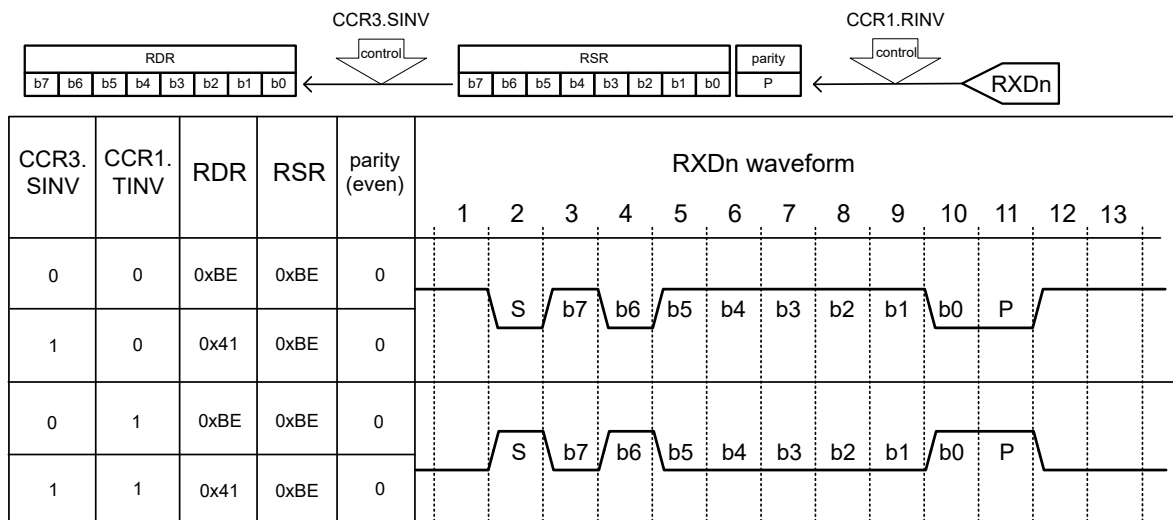 CCR3.SINV
CCR1.RINV
RDR
control
RSR
parity
control
b7 b6 b5 b4 b3 b2 b1 b0
b7 b6 b5 b4 b3 b2 b1 b0
P
RXDn
CCR3. SINV
CCR1. TINV
RDR
RSR
parity (even)
RXDn waveform
1 2 3 4 5 6 7 8 9 10 11 12 13
0 0 0xBE 0xBE 0
S b7 b6 b5 b4 b3 b2 b1 b0 P
1 0 0x41 0xBE 0
0 1 0xBE 0xBE 0
S b7 b6 b5 b4 b3 b2 b1 b0 P
1 1 0x41 0xBE 0